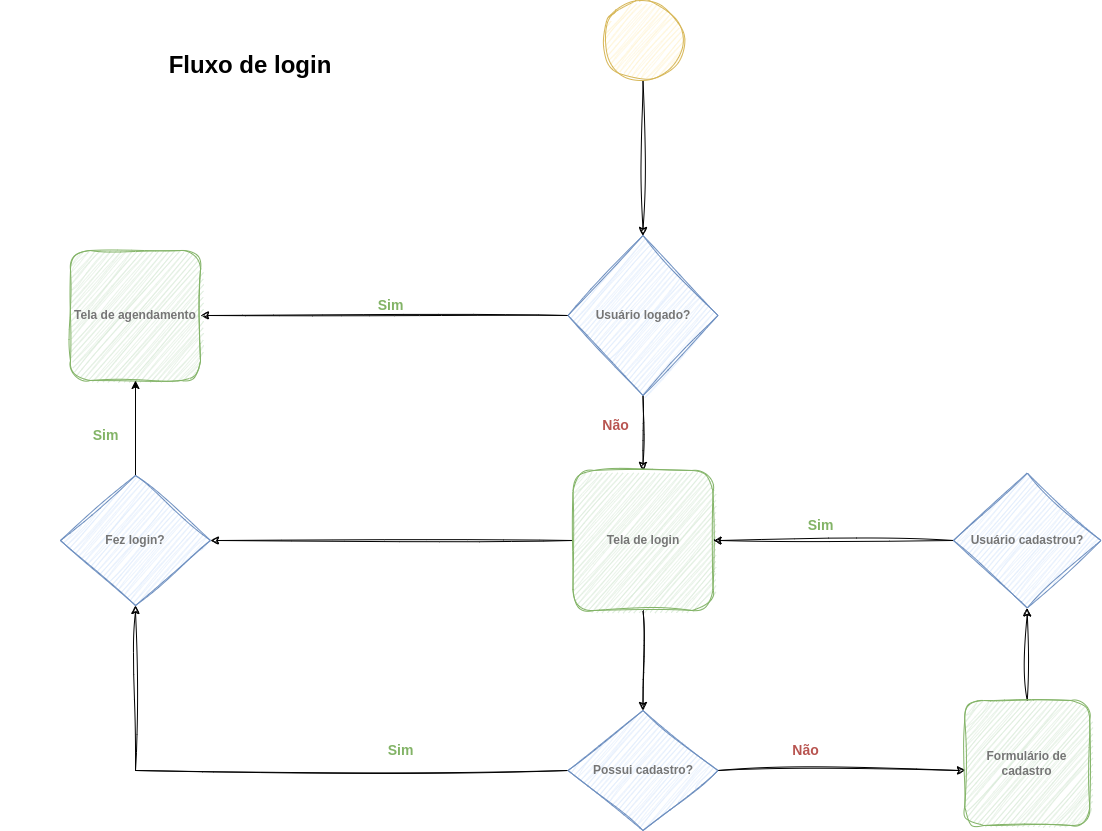 Fluxo de login
Sim
Tela de agendamento
Usuário logado?
Não
Sim
Sim
Fez login?
Tela de login
Usuário cadastrou?
Sim
Não
Possui cadastro?
Formulário de
cadastro